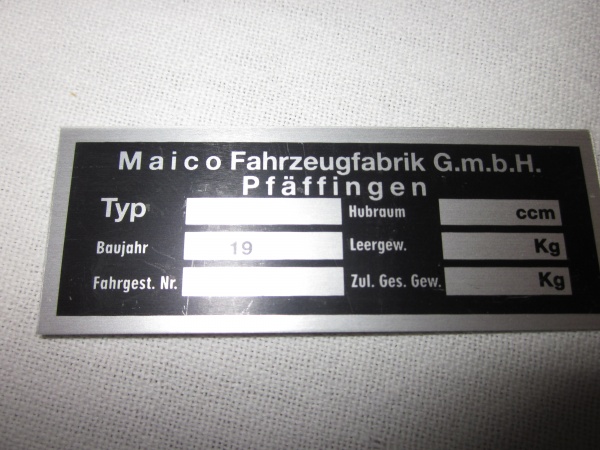 Maico Fahrzeugfabrik G.m.b.H.
Pfäffingen
Typ Hubraum ccm
Baujahr 19 Leergew. Kg
Fahrgest. Nr. Zul. Ges. Gew. Kg